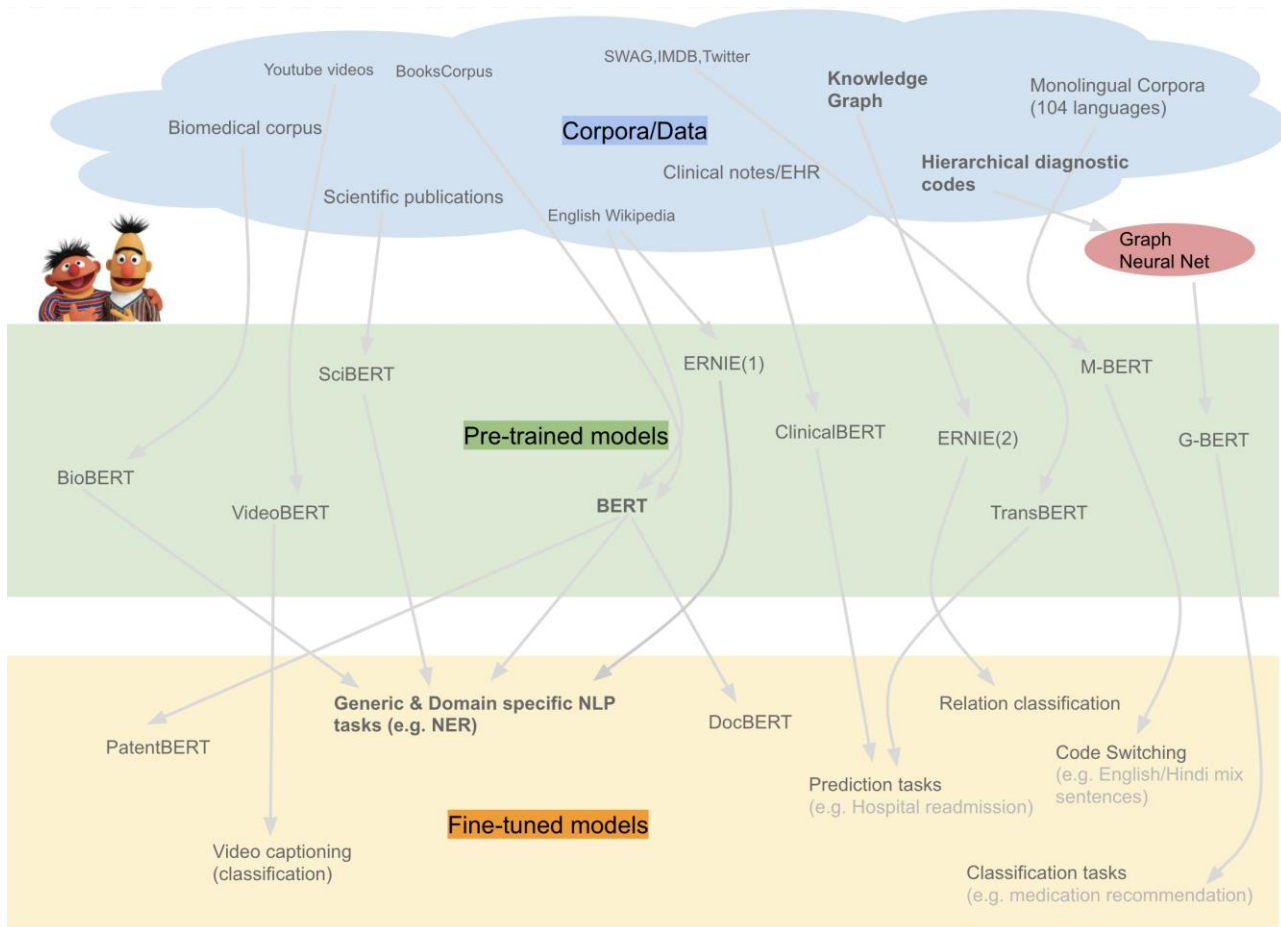 SWAG,IMDB,Twitter
Youtube videos
BooksCorpus
Knowledge
Graph
Monolingual Corpora
(104 languages)
Biomedical corpus
Corpora/Data
Hierarchical diagnostic
codes
Clinical notes/EHR
Scientific publications
English Wikipedia
Graph
Neural Net
SciBERT
ERNIE(1)
M-BERT
Pre-trained models
ClinicalBERT
ERNIE(2)
G-BERT
BioBERT
VideoBERT
BERT
TransBERT
Generic & Domain specific NLP
tasks (e.g. NER)
Relation classification
PatentBERT
DocBERT
Code Switching
(e.g. English/Hindi mix
sentences)
Prediction tasks
(e.g. Hospital readmission)
Fine-tuned models
Video captioning
(classification)
Classification tasks
(e.g. medication recommendation)